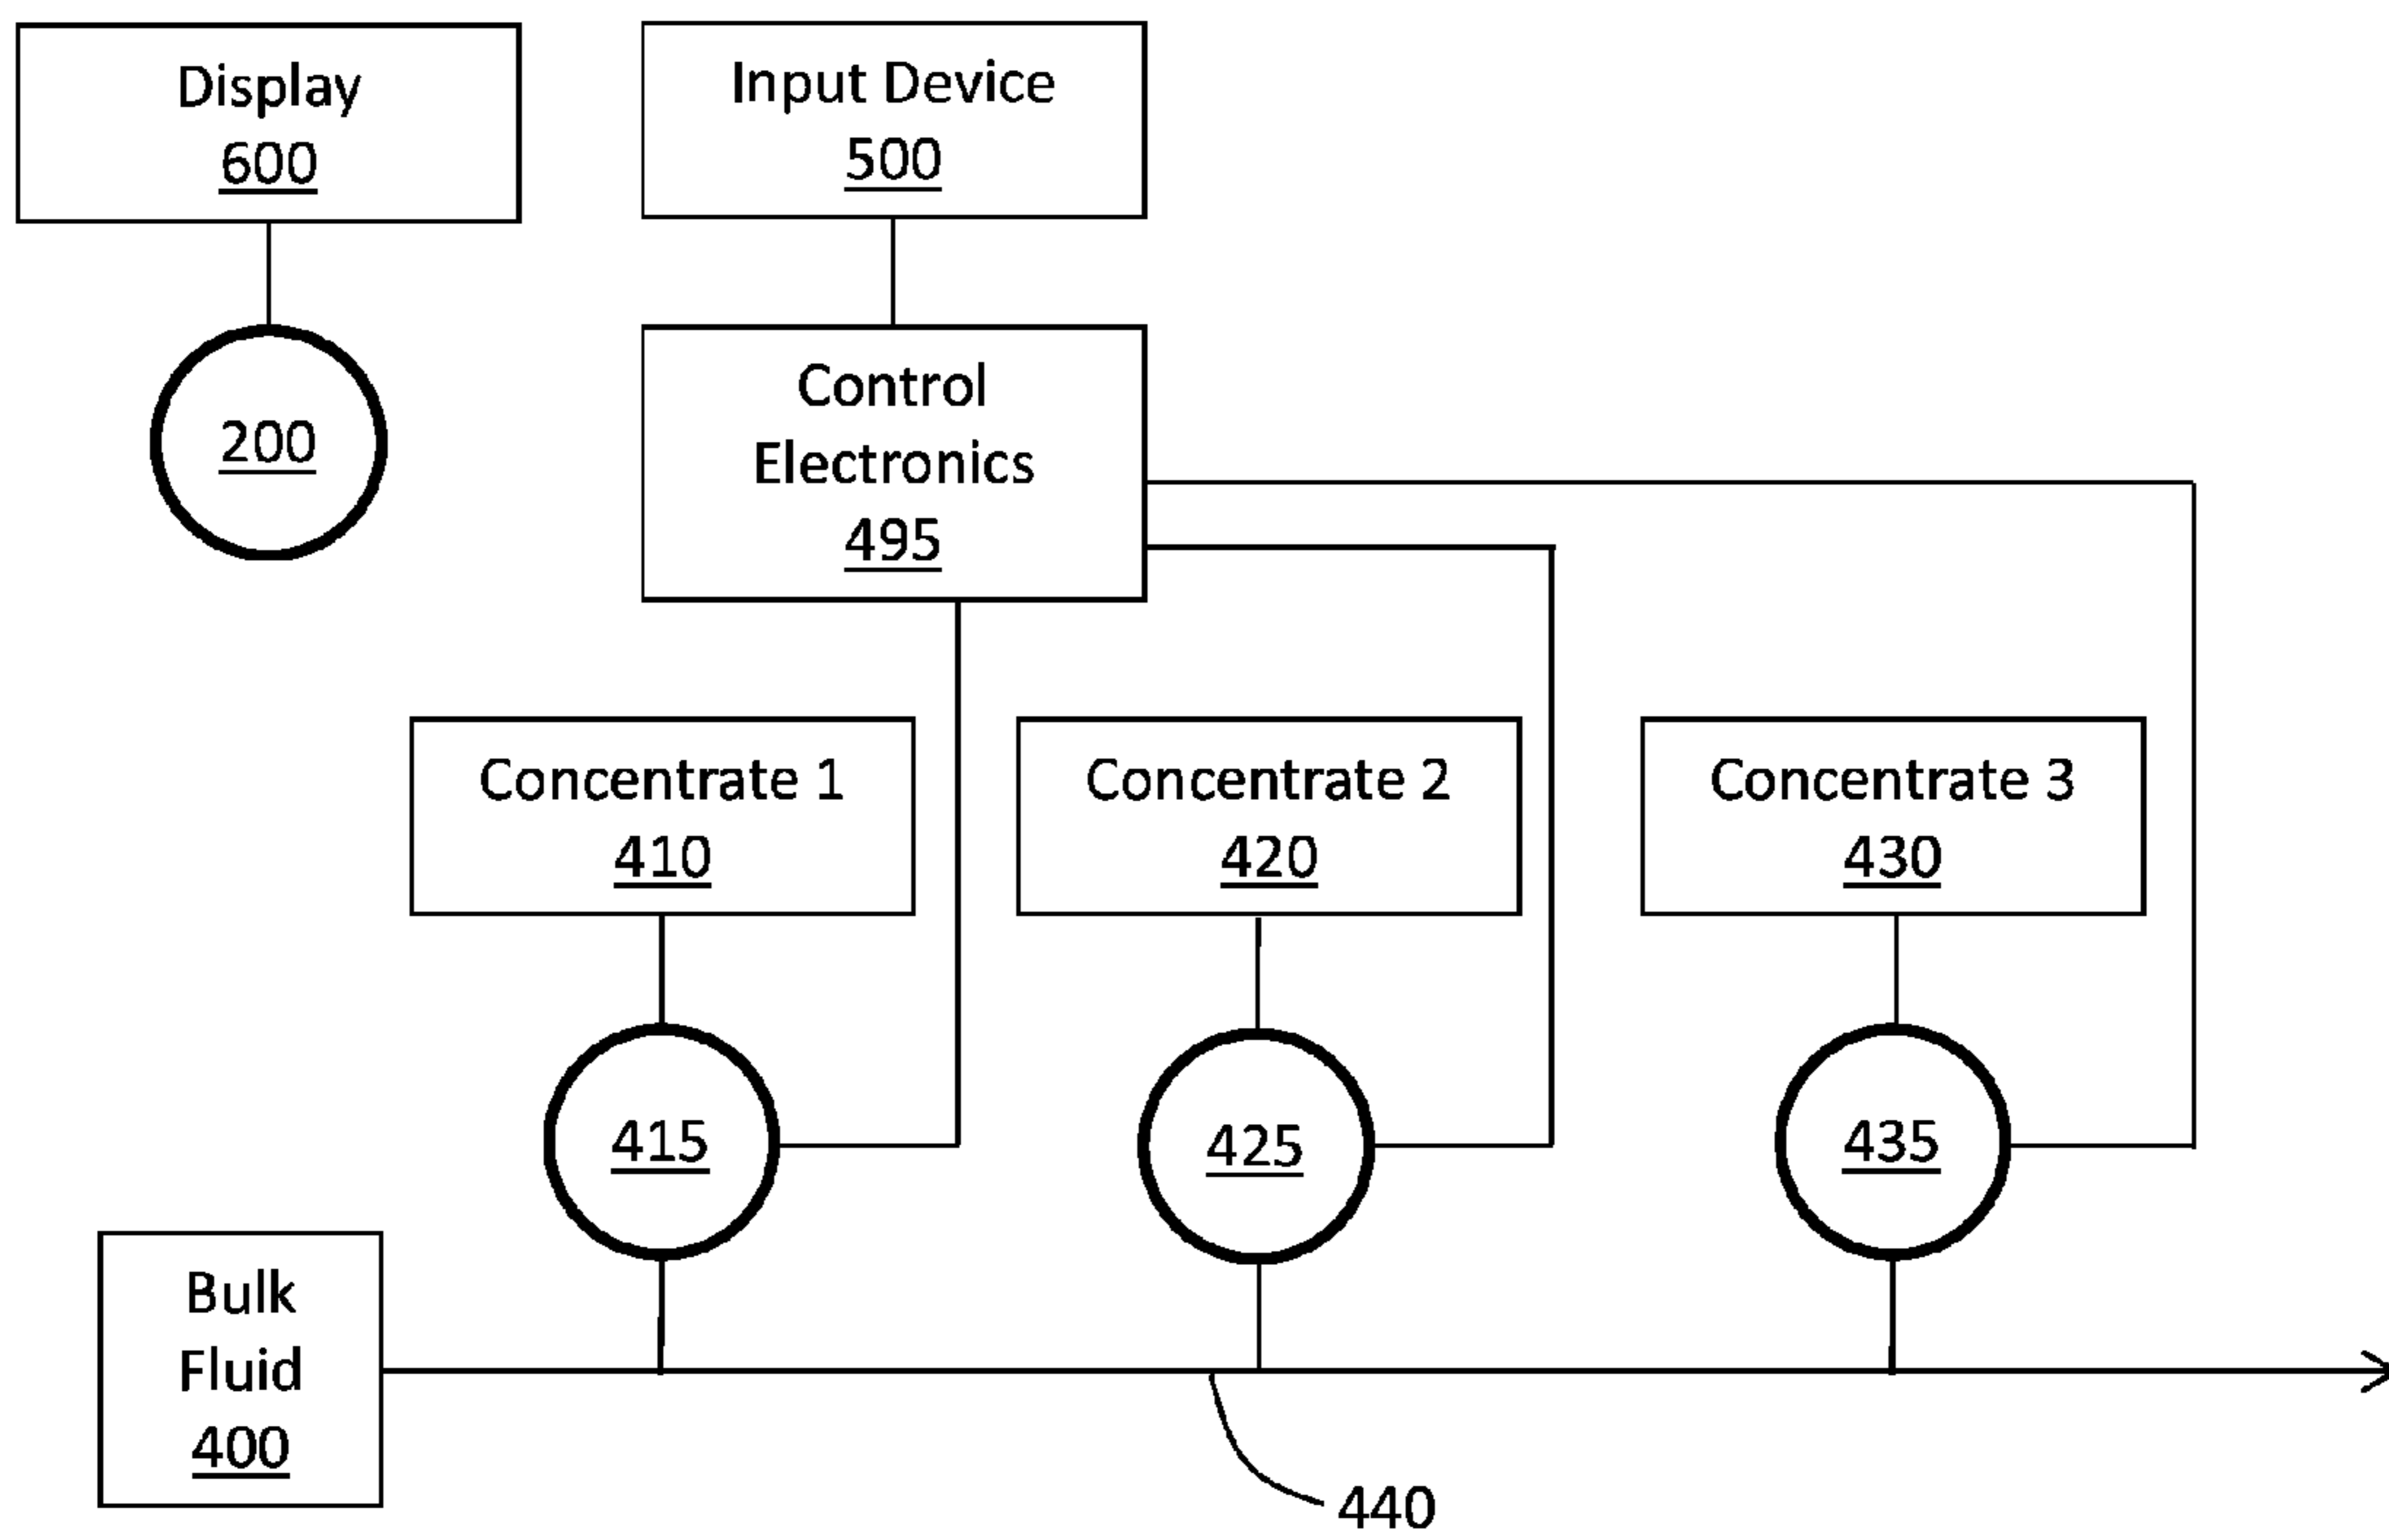 Display
600
Input Device
500
200
Control
Electronics
495
Concentrate 1
410
Concentrate 2
420
Concentrate 3
430
415
425
435
Bulk
Fluid
400
440